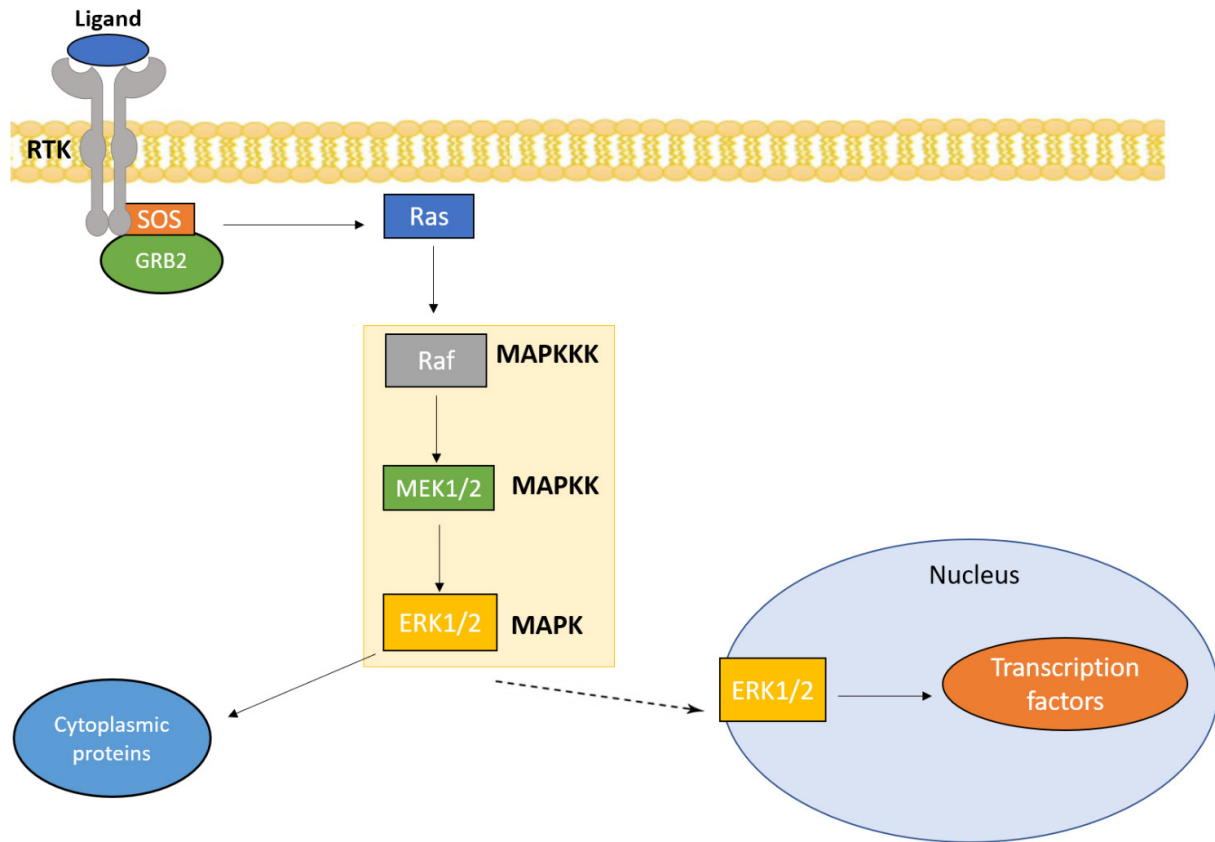 Ligand
RTK
SOS
GRB2
Ras
Raf
MAPKKK
MEK1/2
MAPKK
ERK1/2
MAPK
Cytoplasmic
proteins
Nucleus
ERK1/2
Transcription
factors